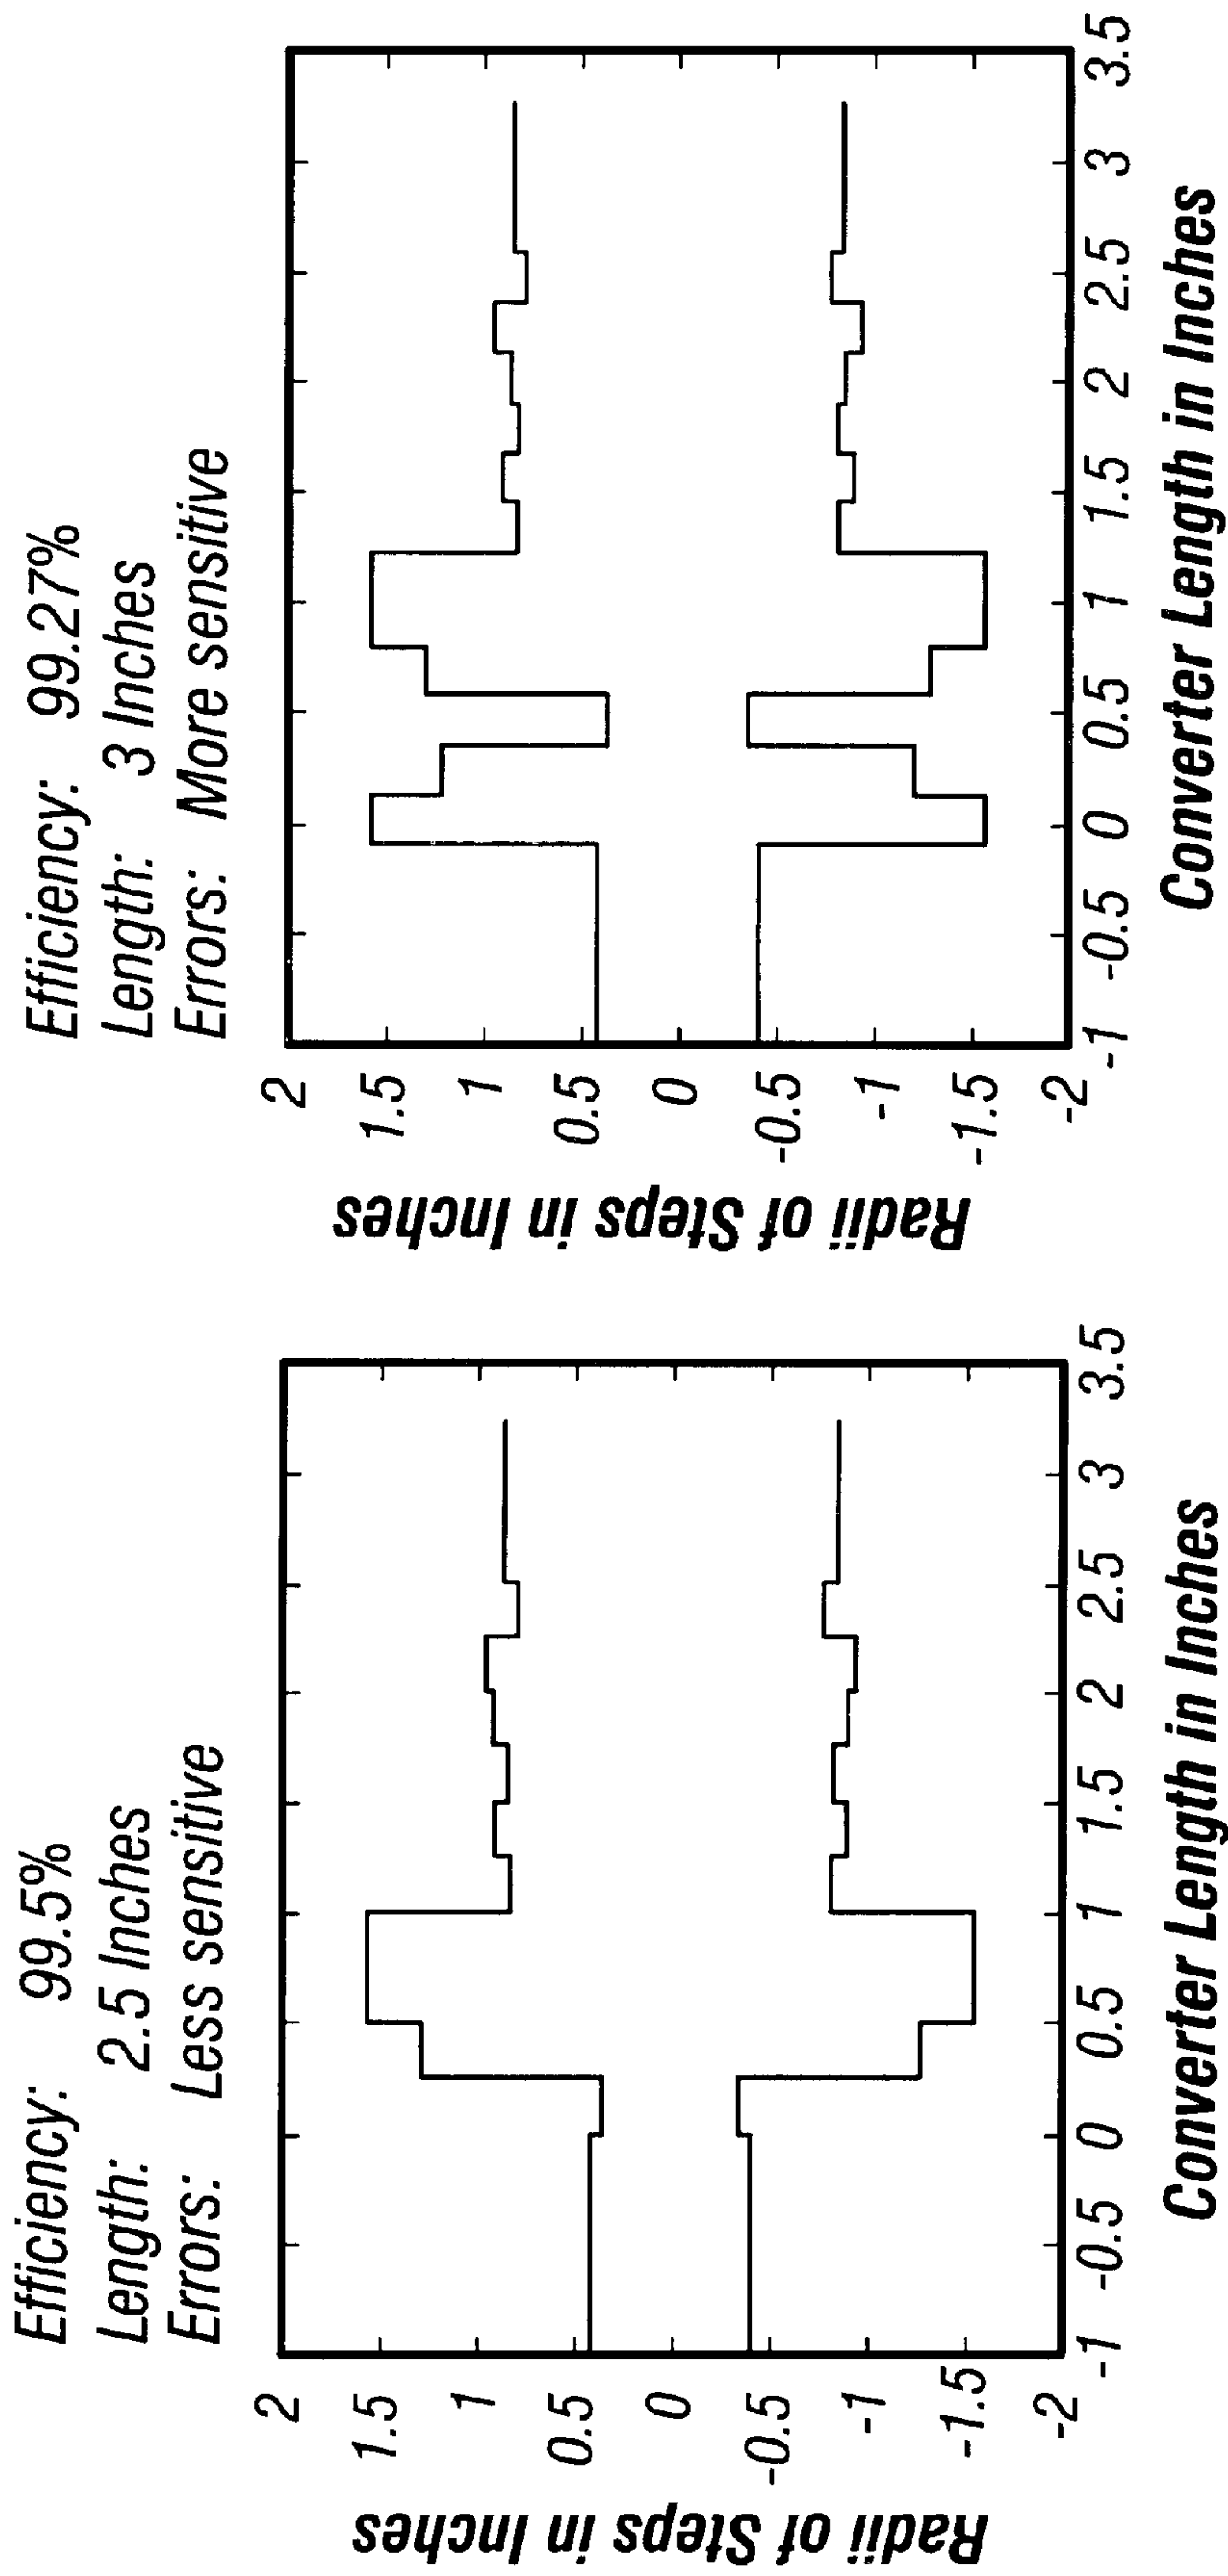 Efficiency: 99.5%
Length: 2.5 Inches
Errors: Less sensitive
2
1.5
1
0.5
0
-0.5
-1
-1.5
-2
Radii of Steps in Inches
-1 -0.5 0 0.5 1 1.5 2 2.5 3 3.5
Converter Length in Inches
Efficiency: 99.27%
Length: 3 Inches
Errors: More sensitive
2
1.5
1
0.5
0
-0.5
-1
-1.5
-2
Radii of Steps in Inches
-1 -0.5 0 0.5 1 1.5 2 2.5 3 3.5
Converter Length in Inches